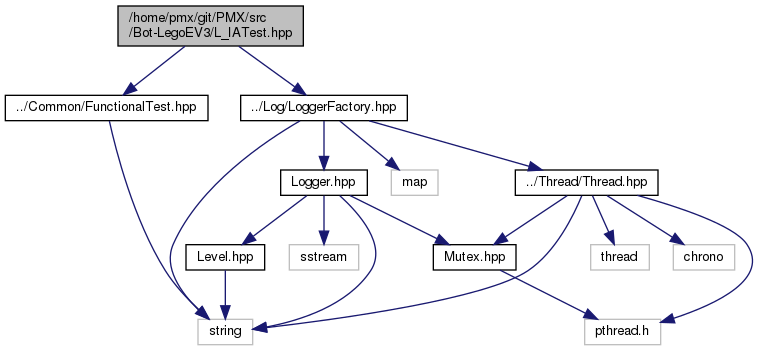 /home/pmx/git/PMX/src
/Bot-LegoEV3/L_IATest.hpp
../Common/FunctionalTest.hpp
../Log/LoggerFactory.hpp
Logger.hpp
map
../Thread/Thread.hpp
Level.hpp
sstream
Mutex.hpp
thread
chrono
string
pthread.h